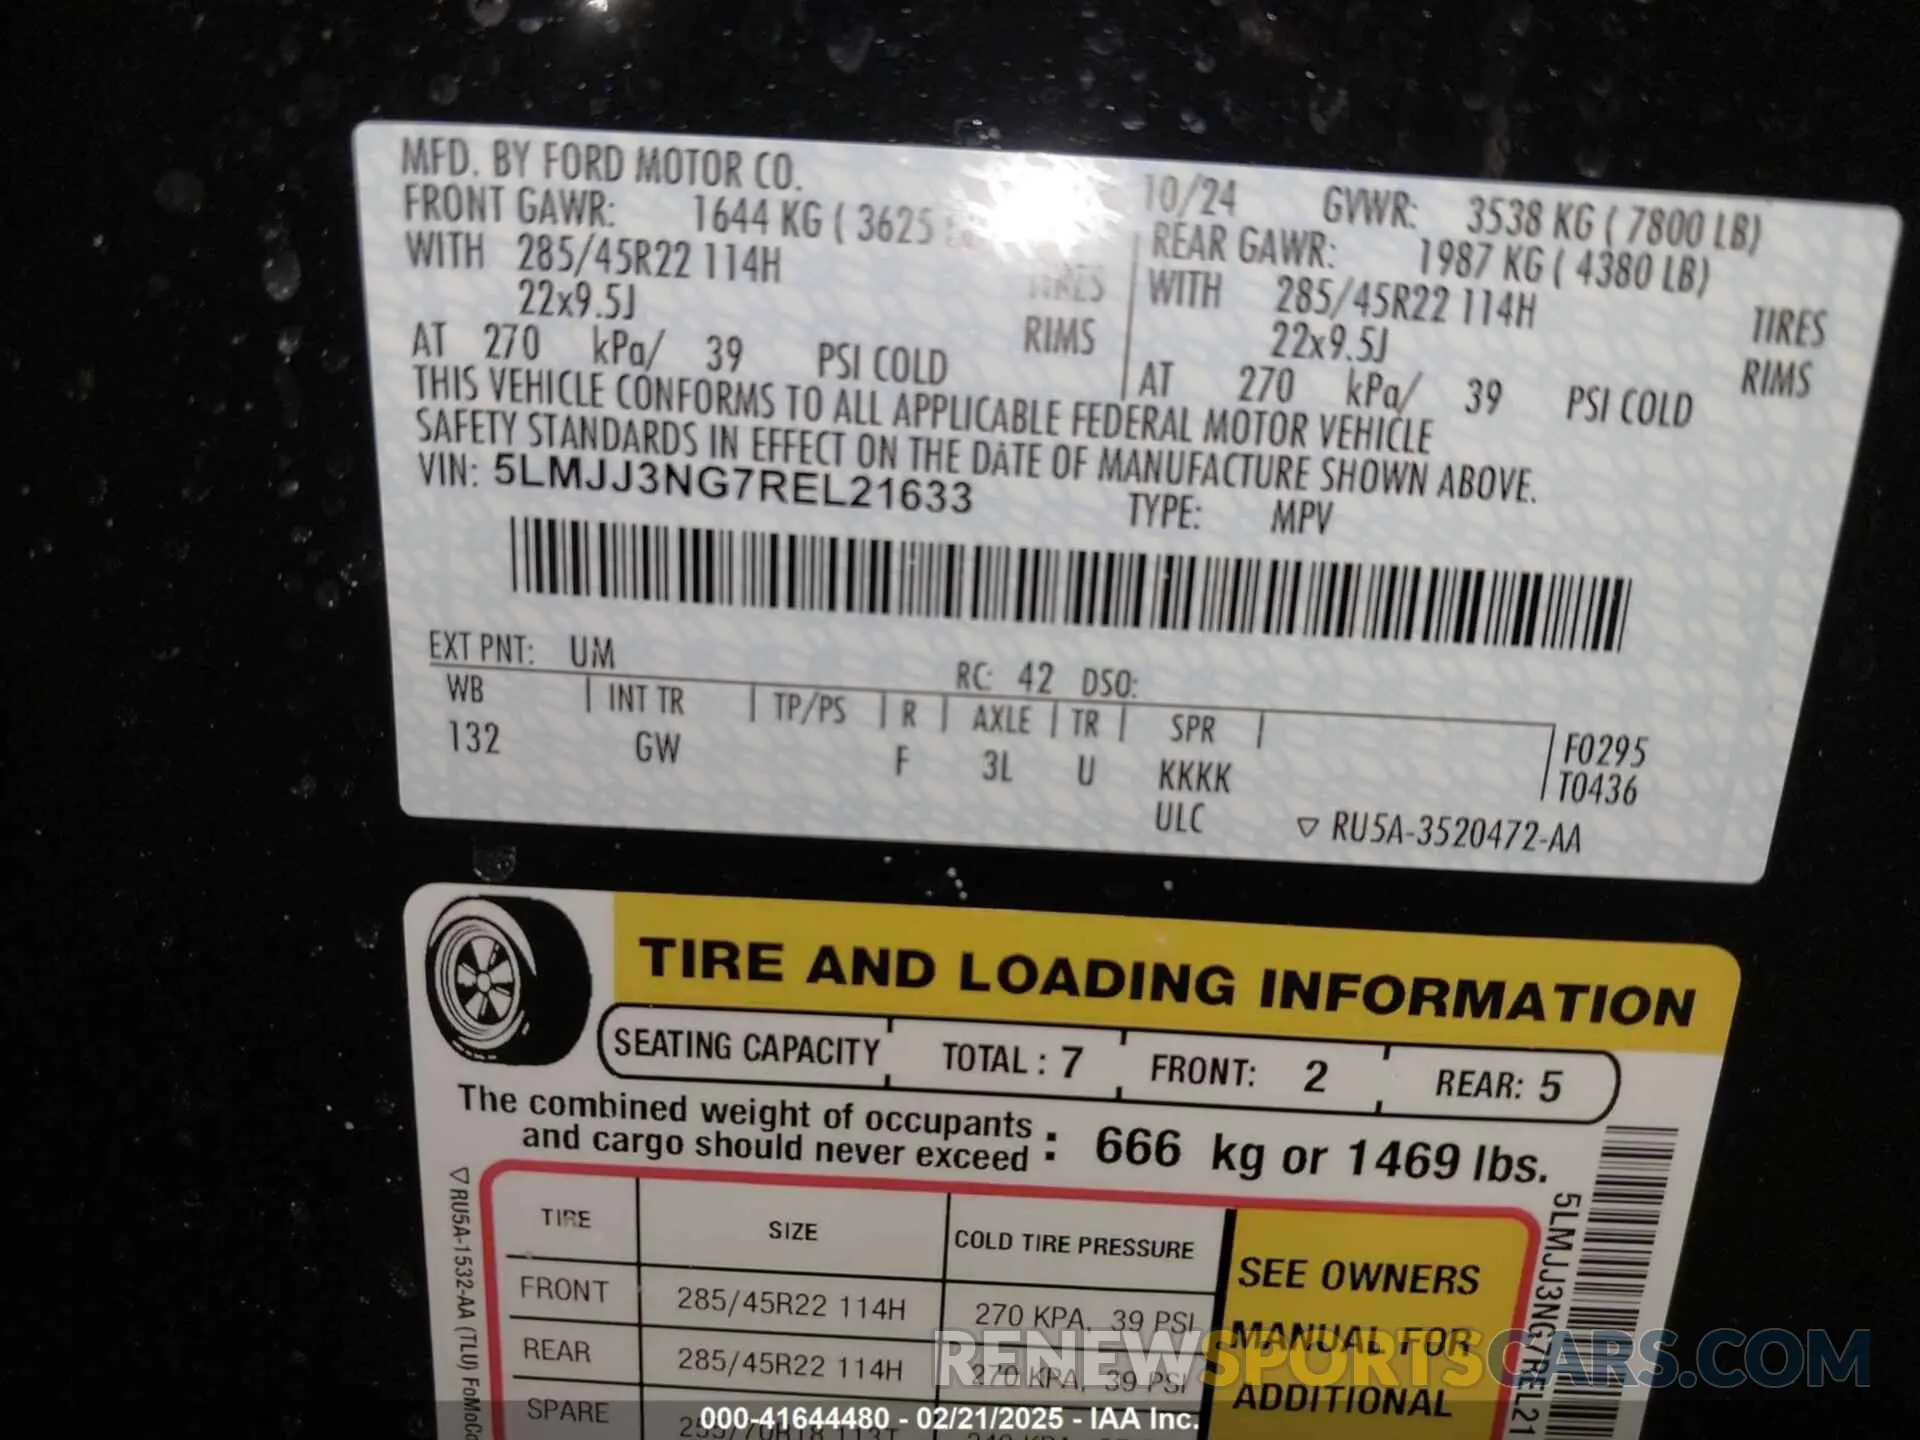 MFD. BY FORD MOTOR CO. 10/24 GVWR: 3538 KG ( 7800 LB)
FRONT GAWR: 1644 KG ( 3625 REAR GAWR: 1987 KG ( 4380 LB)
WITH 285/45R22 114H TIRES WITH 285/45R22 114H TIRES
22x9.5J RIMS 22x9.5J RIMS
AT 270 kPa/ 39 PSI COLD AT 270 kPa/ 39 PSI COLD
THIS VEHICLE CONFORMS TO ALL APPLICABLE FEDERAL MOTOR VEHICLE
SAFETY STANDARDS IN EFFECT ON THE DATE OF MANUFACTURE SHOWN ABOVE.
VIN: 5LMJJ3NG7REL21633 TYPE: MPV
EXT PNT: UM RC: 42 DSO:
WB INT TR TP/PS R AXLE TR SPR F0295
132 GW F 3L U KKKK T0436
ULC ▽ RU5A-3520472-AA
TIRE AND LOADING INFORMATION
SEATING CAPACITY TOTAL : 7 FRONT: 2 REAR: 5
The combined weight of occupants
and cargo should never exceed : 666 kg or 1469 lbs.
TIRE SIZE COLD TIRE PRESSURE SEE OWNERS
FRONT 285/45R22 114H 270 KPA, 39 PSI MANUAL FOR
REAR 285/45R22 114H 270 KPA, 39 PSI ADDITIONAL
SPARE 255/70R18 113T
▽RU5A-1532-AA (TLU) FoMoCo
5LMJJ3NG7REL21
RENEWSPORTSCARS.COM
000-41644480 - 02/21/2025 - IAA Inc.